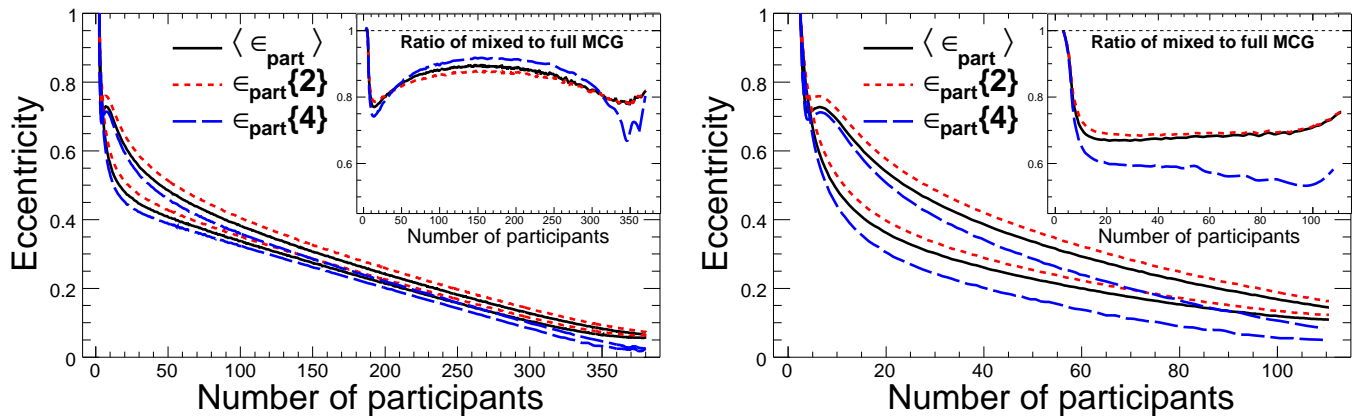 Eccentricity
1
0.8
0.6
0.4
0.2
0
⟨ ∈part ⟩
∈part{2}
∈part{4}
Ratio of mixed to full MCG
1
0.8
0.6
0 50 100 150 200 250 300 350
Number of participants
0 50 100 150 200 250 300 350
Number of participants
Eccentricity
1
0.8
0.6
0.4
0.2
0
⟨ ∈part ⟩
∈part{2}
∈part{4}
Ratio of mixed to full MCG
1
0.8
0.6
0 20 40 60 80 100
Number of participants
0 20 40 60 80 100
Number of participants